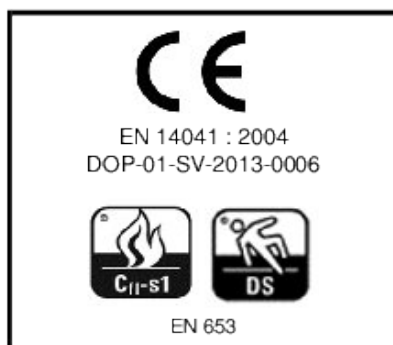 CE
EN 14041 : 2004
DOP-01-SV-2013-0006
Cfl-s1
DS
EN 653